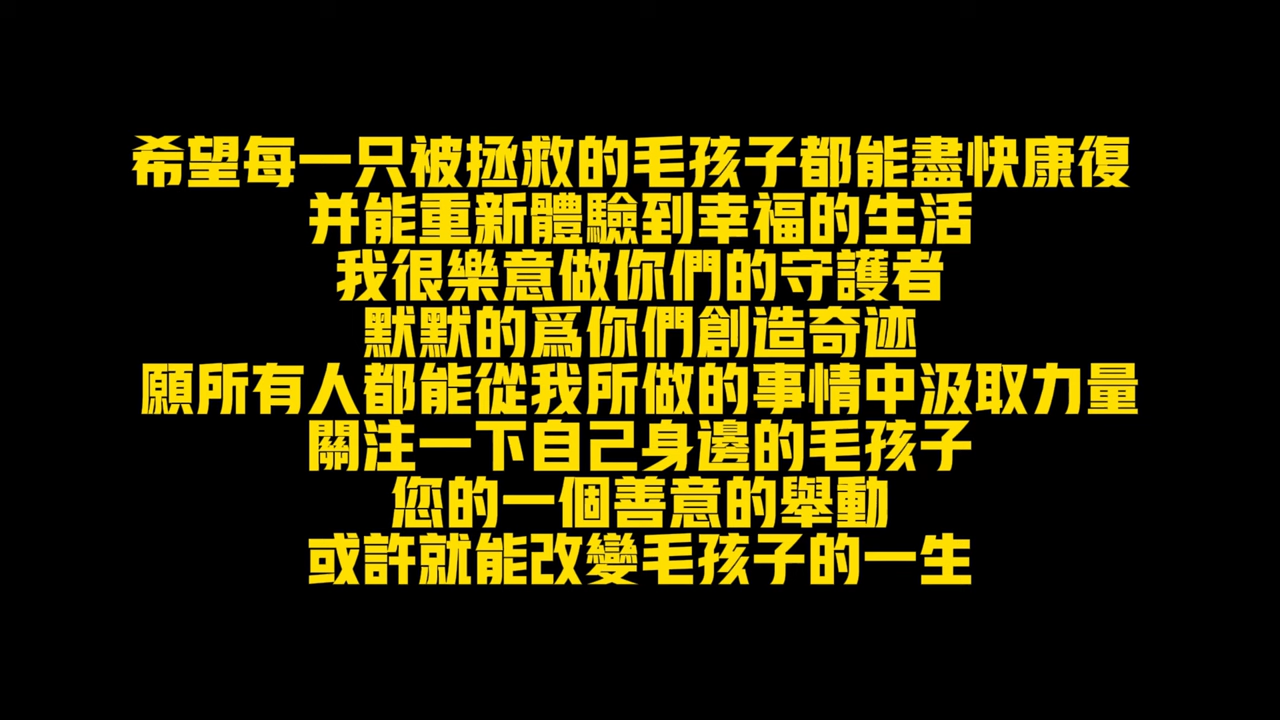 希望每一只被拯救的毛孩子都能盡快康復
并能重新體驗到幸福的生活
我很樂意做你們的守護者
默默的爲你們創造奇迹
願所有人都能從我所做的事情中汲取力量
關注一下自己身邊的毛孩子
您的一個善意的舉動
或許就能改變毛孩子的一生